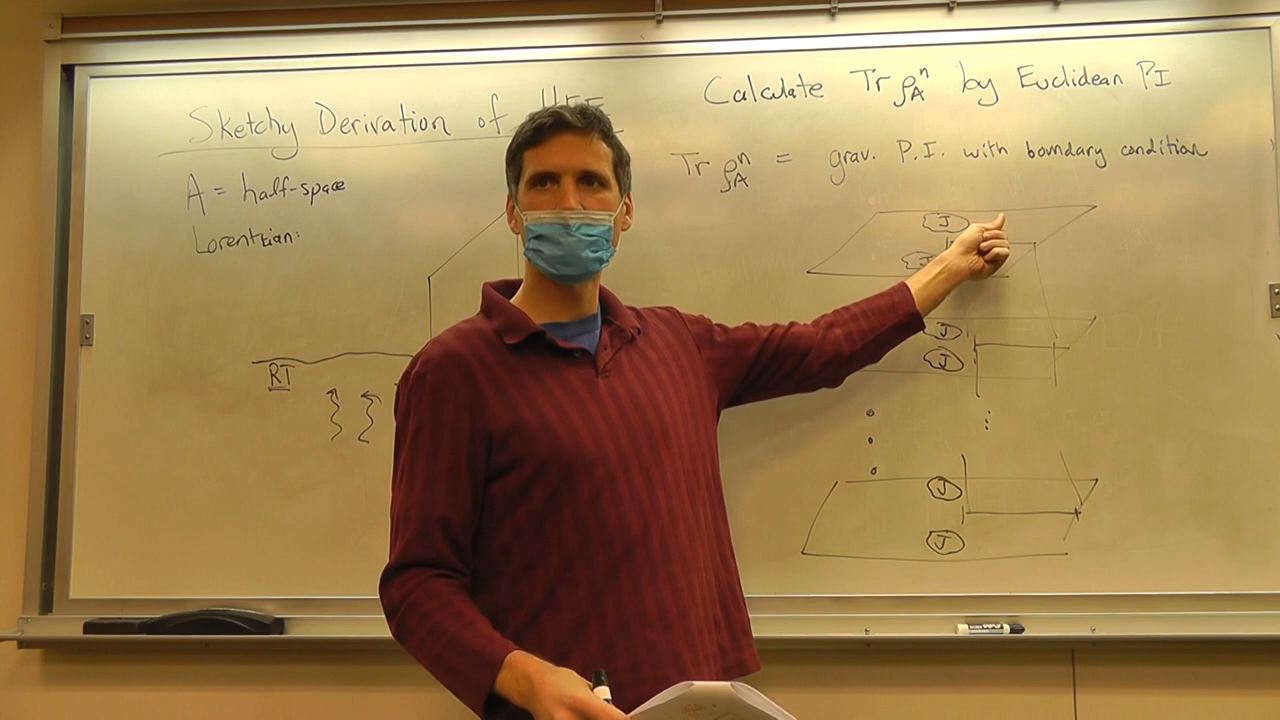 Sketchy Derivation of
A = half-space
Lorentzian:
RT
Calculate Tr ρ_A^n by Euclidean PI
Tr ρ_A^n = grav. P.I. with boundary condition
J
J
J
J
J
J